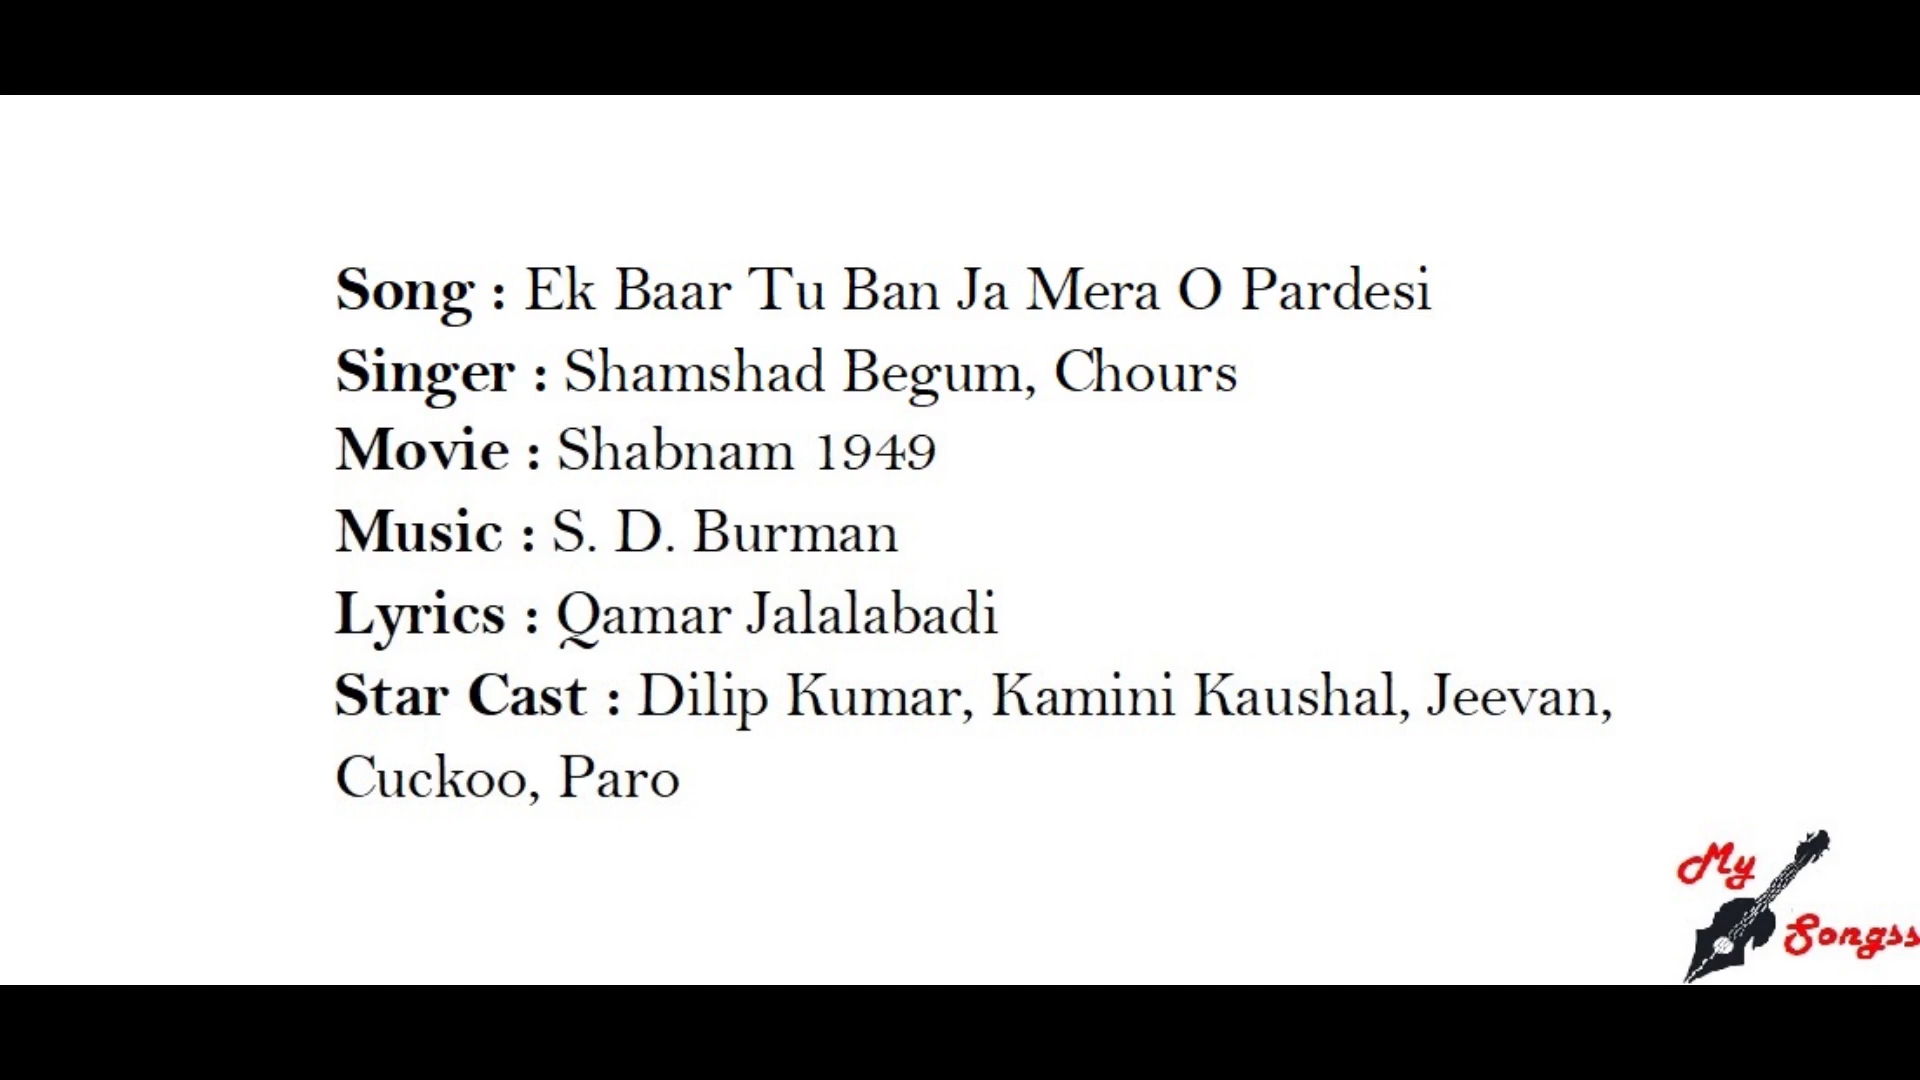 Song : Ek Baar Tu Ban Ja Mera O Pardesi
Singer : Shamshad Begum, Chours
Movie : Shabnam 1949
Music : S. D. Burman
Lyrics : Qamar Jalalabadi
Star Cast : Dilip Kumar, Kamini Kaushal, Jeevan,
Cuckoo, Paro
My
Songss